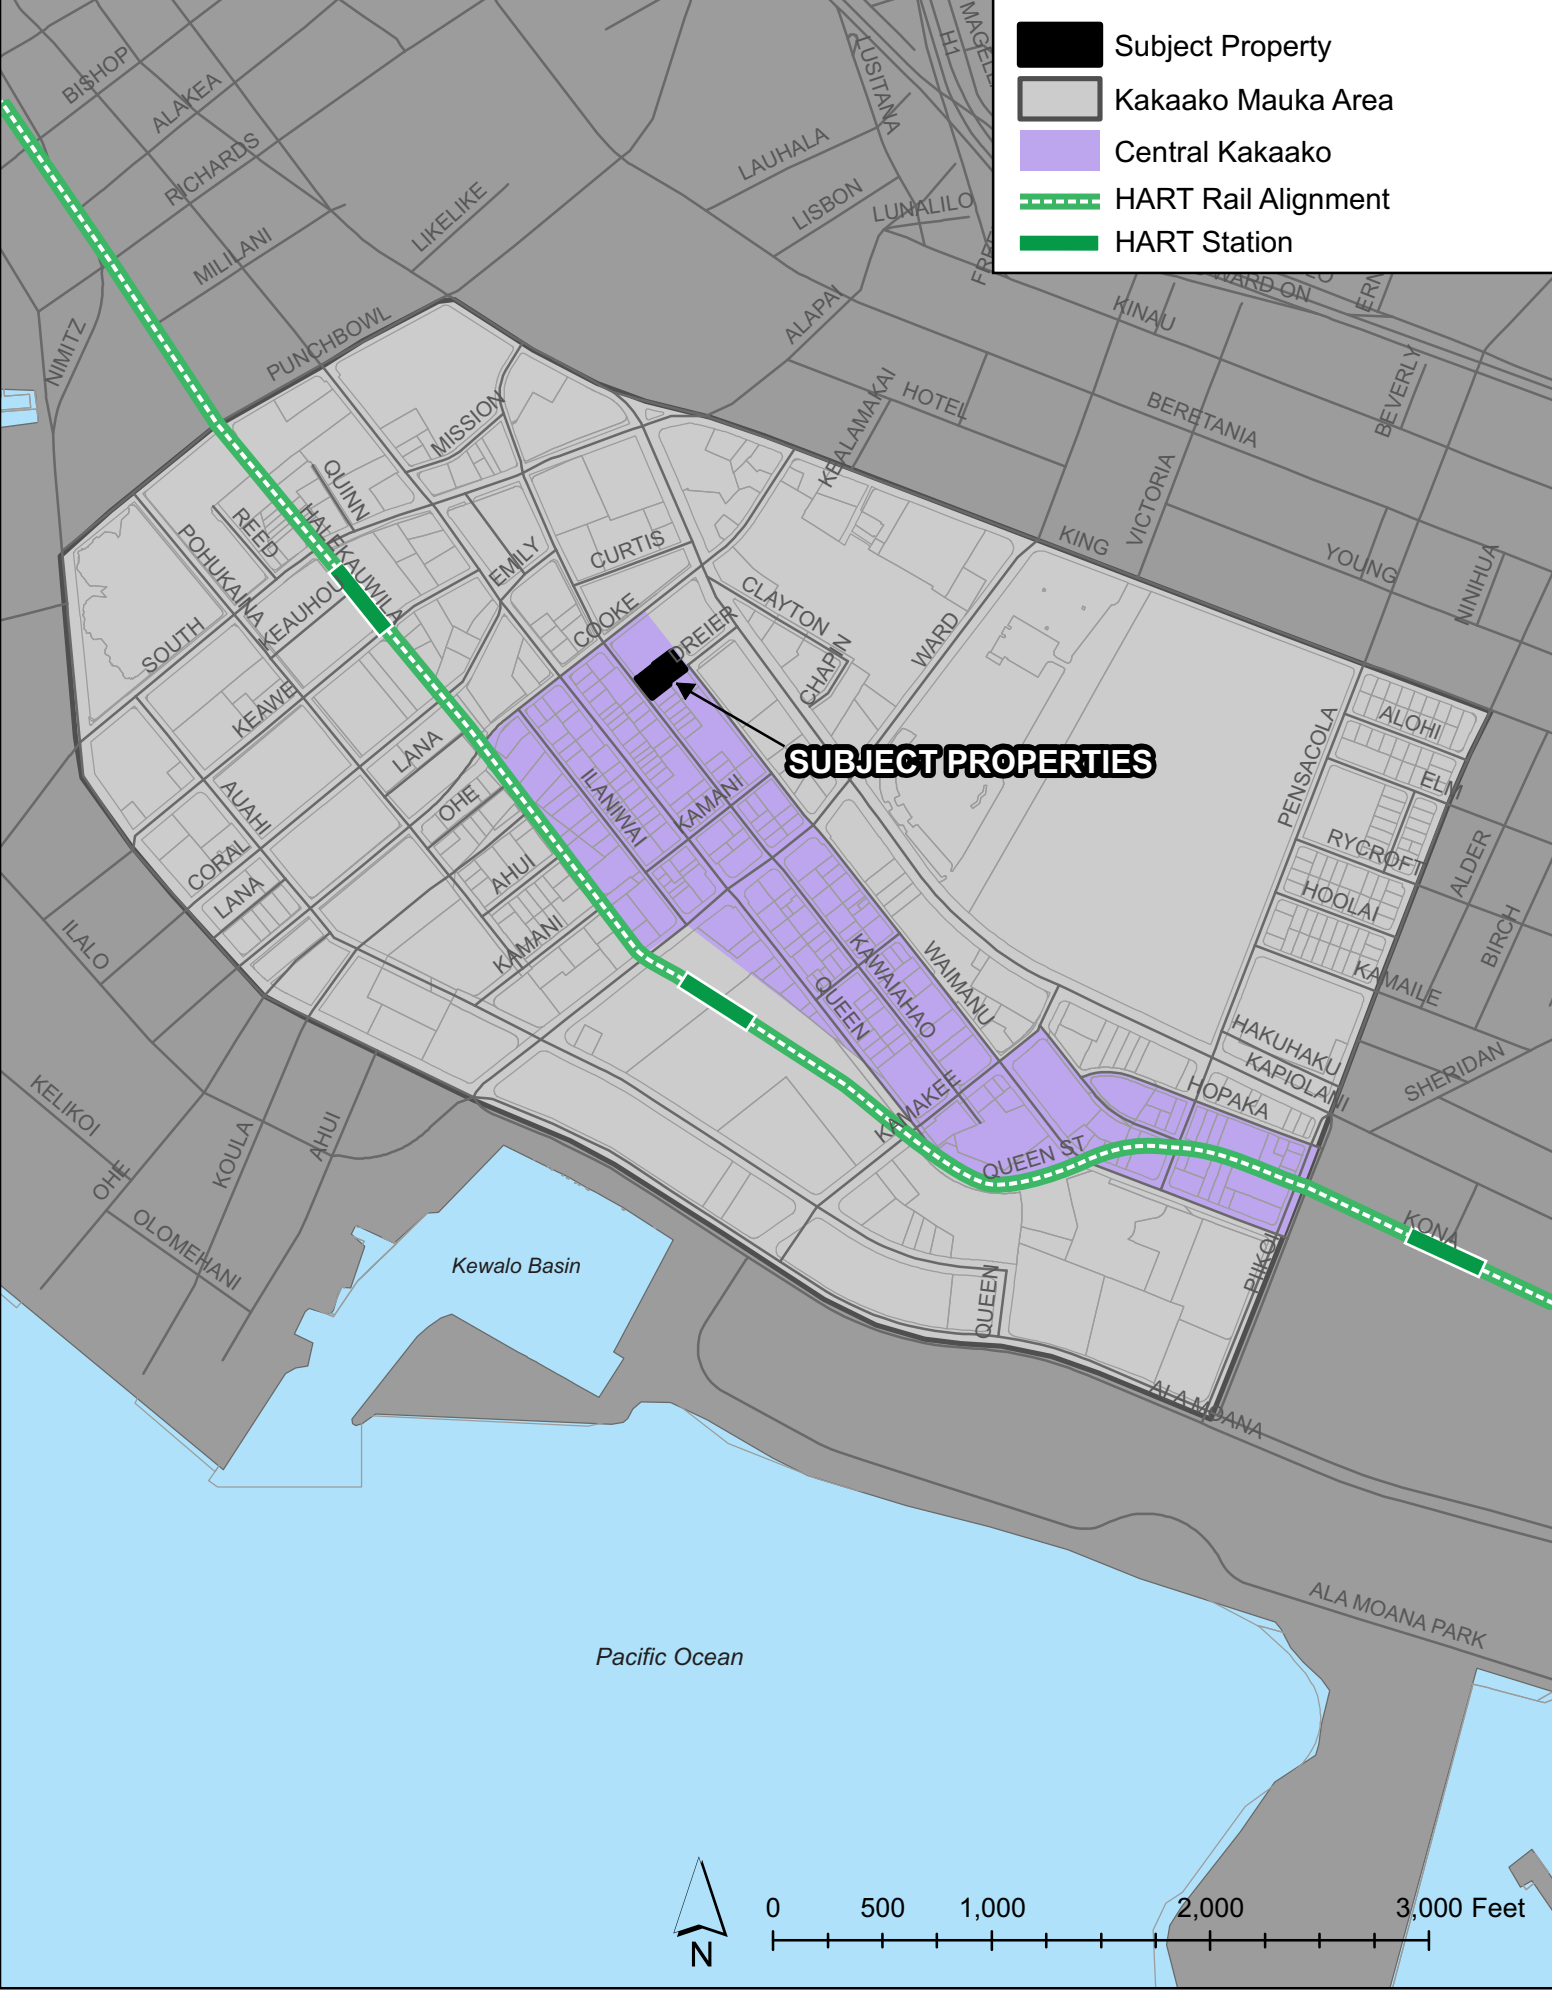 Subject Property
Kakaako Mauka Area
Central Kakaako
HART Rail Alignment
HART Station
BISHOP
ALAKEA
RICHARDS
MILILANI
LIKELIKE
PUNCHBOWL
NIMITZ
LUSITANA
H1
LAUHALA
LISBON
LUNALILO
ALAPAI
WARD ON
KINAU
BEVERLY
HOTEL
BERETANIA
KEALAMAKAI
VICTORIA
KING
YOUNG
NINIHUA
MISSION
QUINN
REED
HALEKAUWILA
POHUKAINA
KEAUHOU
SOUTH
EMILY
CURTIS
COOKE
DREIER
CLAYTON
CHAPIN
WARD
KEAWE
LANA
OHE
AUAHI
CORAL
LANA
AHUI
KAMANI
ILANIWAI
KAMANI
SUBJECT PROPERTIES
PENSACOLA
ALOHI
ELM
RYCROFT
HOOLAI
ALDER
BIRCH
KAMAILE
HAKUHAKU
KAPIOLANI
HOPAKA
SHERIDAN
ILALO
KAWAIAHAO
WAIMANU
QUEEN
KAMAKEE
QUEEN ST
KELIKOI
OHE
KOULA
AHUI
OLOMEHANI
Kewalo Basin
QUEEN
PIIKOI
KONA
ALA MOANA
ALA MOANA PARK
Pacific Ocean
N
0 500 1,000 2,000 3,000 Feet